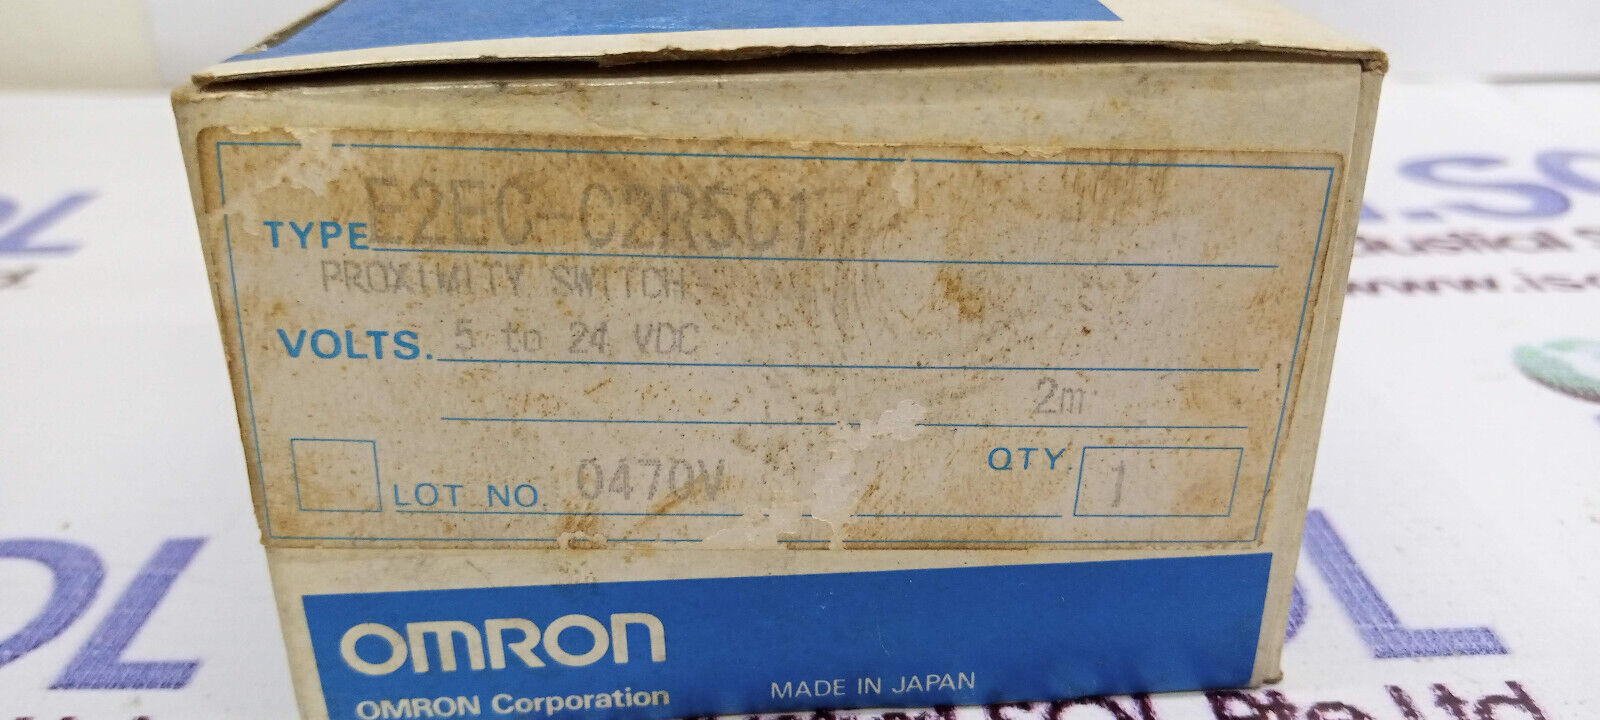 TYPE E2EC-C2R5C1
PROXIMITY SWITCH
VOLTS. 5 to 24 VDC
2m
QTY. 1
LOT NO. 0470V
OMRON
OMRON Corporation
MADE IN JAPAN